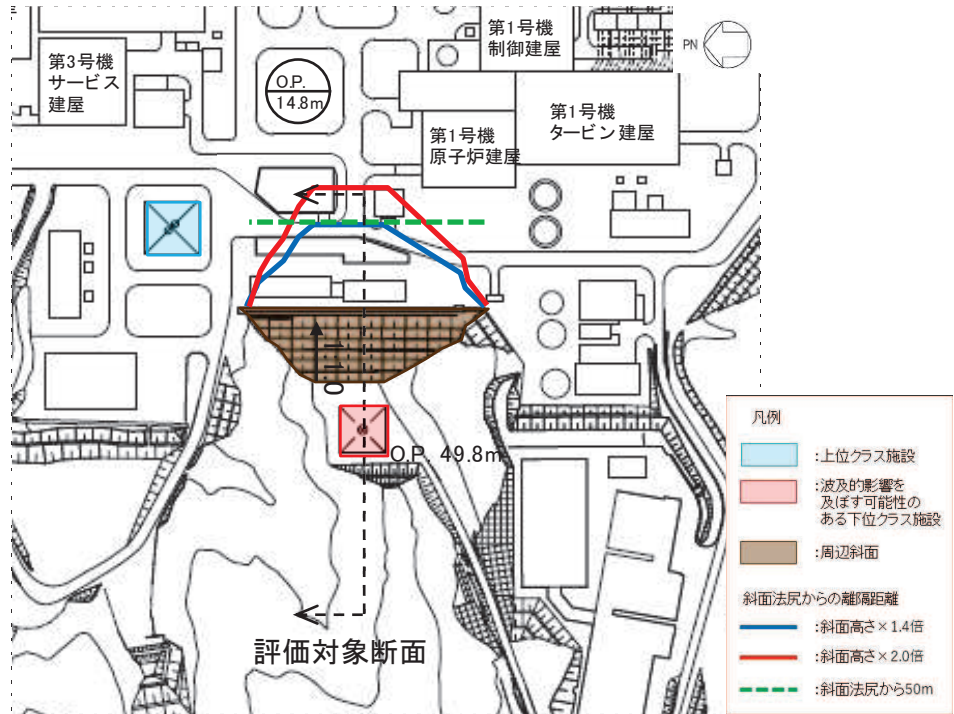 第1号機
制御建屋
PN
第3号機
サービス
建屋
O.P.
14.8m
第1号機
原子炉建屋
第1号機
タービン建屋
O.P. 49.8m
評価対象断面
凡例
:上位クラス施設
:波及的影響を
及ぼす可能性の
ある下位クラス施設
:周辺斜面
斜面法尻からの離隔距離
:斜面高さ×1.4倍
:斜面高さ×2.0倍
:斜面法尻から50m